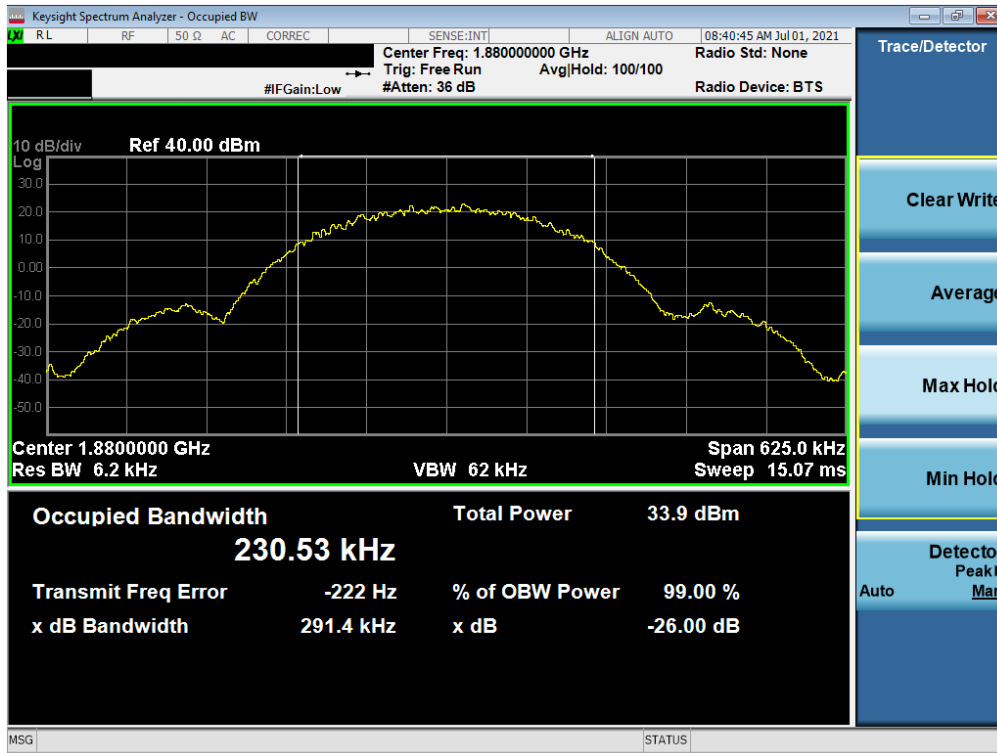 Keysight Spectrum Analyzer - Occupied BW
LXI RL RF 50 Ω AC CORREC SENSE:INT ALIGN AUTO 08:40:45 AM Jul 01, 2021
Center Freq: 1.880000000 GHz Radio Std: None
Trig: Free Run Avg|Hold: 100/100
#IFGain:Low #Atten: 36 dB Radio Device: BTS
10 dB/div Ref 40.00 dBm
Log
30.0
20.0
10.0
0.00
-10.0
-20.0
-30.0
-40.0
-50.0
Center 1.8800000 GHz Span 625.0 kHz
Res BW 6.2 kHz VBW 62 kHz Sweep 15.07 ms
Occupied Bandwidth Total Power 33.9 dBm
230.53 kHz
Transmit Freq Error -222 Hz % of OBW Power 99.00 %
x dB Bandwidth 291.4 kHz x dB -26.00 dB
MSG STATUS
Trace/Detector
Clear Write
Average
Max Hold
Min Hold
Detector
Peak
Auto Man